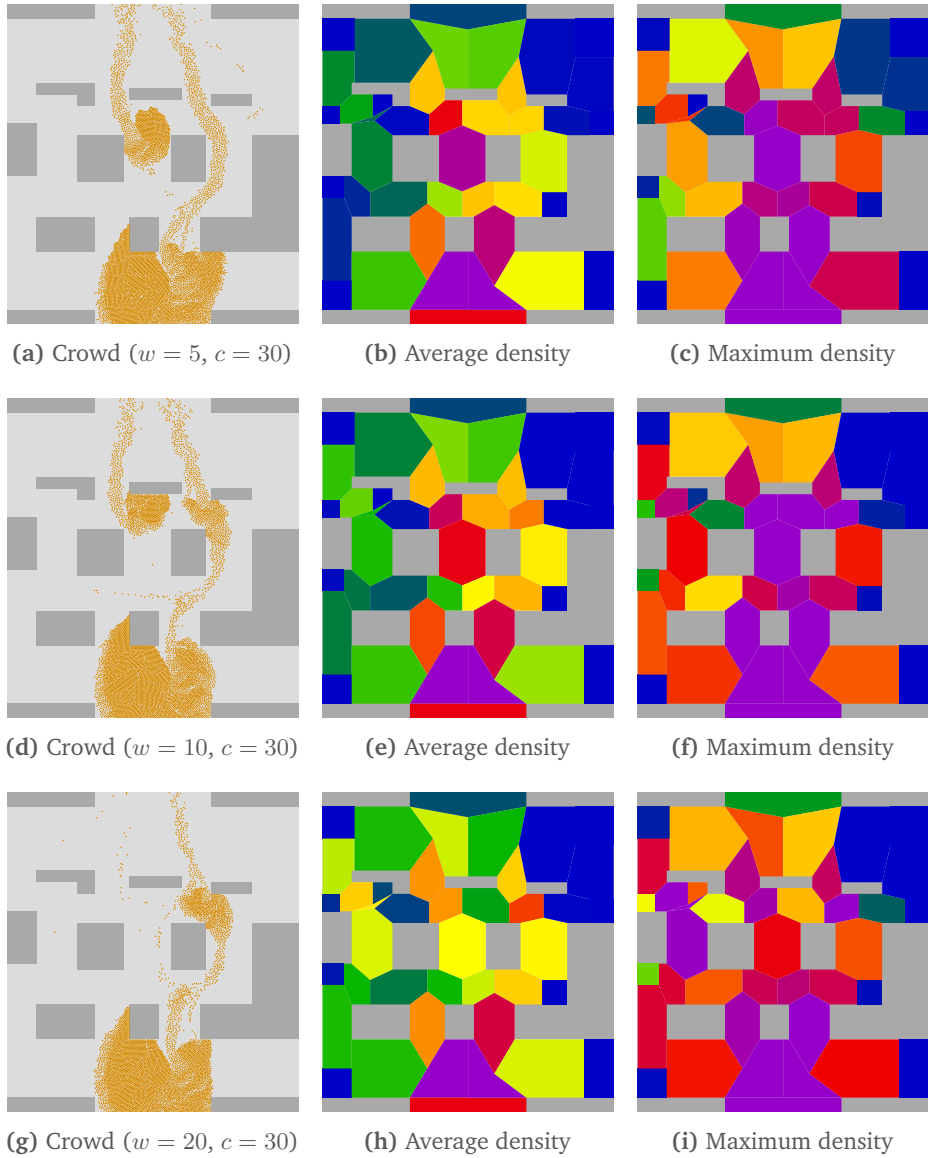 (a) Crowd (w = 5, c = 30)
(b) Average density
(c) Maximum density
(d) Crowd (w = 10, c = 30)
(e) Average density
(f) Maximum density
(g) Crowd (w = 20, c = 30)
(h) Average density
(i) Maximum density